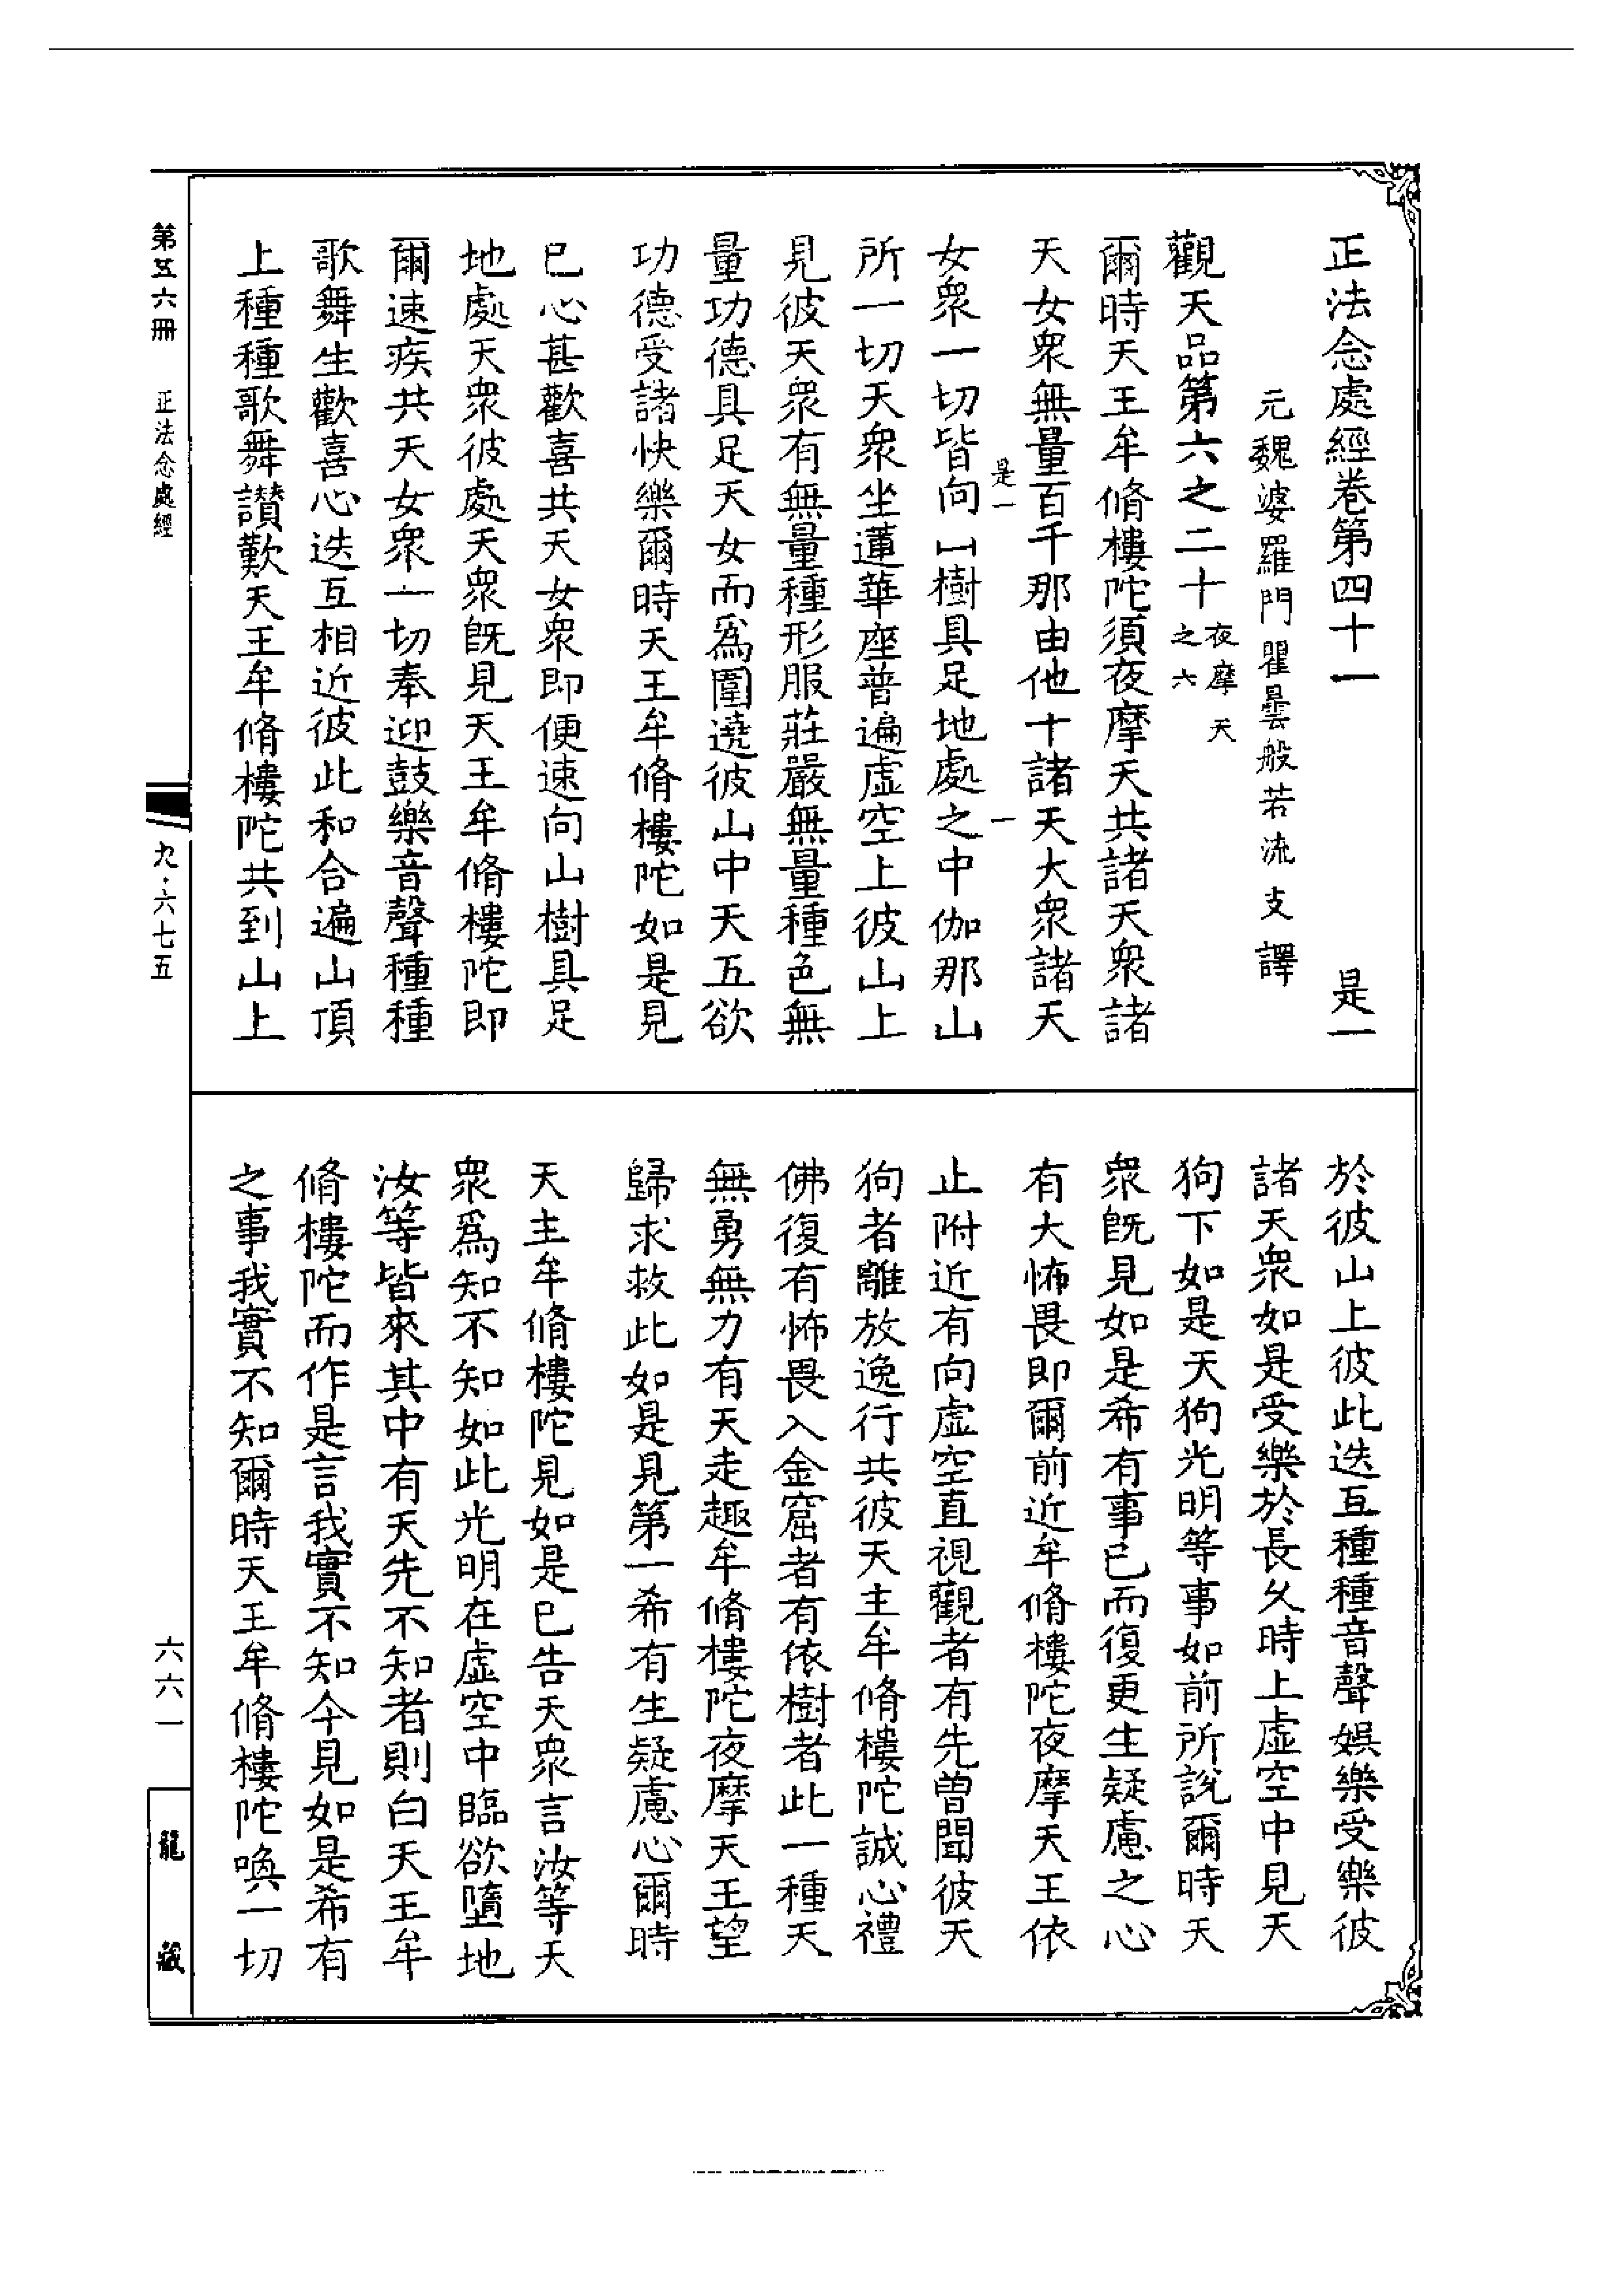 正法念處經卷第四十一　是一
元魏婆羅門瞿曇般若流支譯
觀天品第六之二十夜摩天之六
爾時天王牟脩樓陀須夜摩天共諸天衆諸
天女衆無量百千那由他十諸天大衆諸天
是一　一
女衆一切皆向山樹具足地處之中伽那山
所一切天衆坐蓮華座普遍虛空上彼山上
見彼天衆有無量種形服莊嚴無量種色無
量功德具足天女而爲圍遶彼山中天五欲
功德受諸快樂爾時天王牟脩樓陀如是見
巳心甚歡喜共天女衆即便速向山樹具足
地處天衆彼處天衆旣見天王牟脩樓陀即
爾速疾共天女衆一切奉迎鼓樂音聲種種
歌舞生歡喜心迭互相近彼此和合遍山頂
上種種歌舞讃歎天王牟脩樓陀共到山上
於彼山上彼此迭互種種音聲娛樂受樂彼
諸天衆如是受樂於長久時上虛空中見天
狗下如是天狗光明等事如前所說爾時天
衆旣見如是希有事已而復更生疑慮之心
有大怖畏即爾前近牟脩樓陀夜摩天王依
止附近有向虛空直視觀者有先曾聞彼天
狗者離放逸行共彼天主牟脩樓陀誠心禮
佛復有怖畏入金窟者有依樹者此一種天
無勇無力有天走趣牟脩樓陀夜摩天王望
歸求救此如是見第一希有生疑慮心爾時
天主牟脩樓陀見如是巳告天衆言汝等天
衆爲知不知如此光明在虛空中臨欲墮地
汝等皆來其中有天先不知者則白天王牟
脩樓陀而作是言我實不知今見如是希有
之事我實不知爾時天王牟脩樓陀喚一切
第五六冊　正法念處經
九·六七五
六六一
龍藏